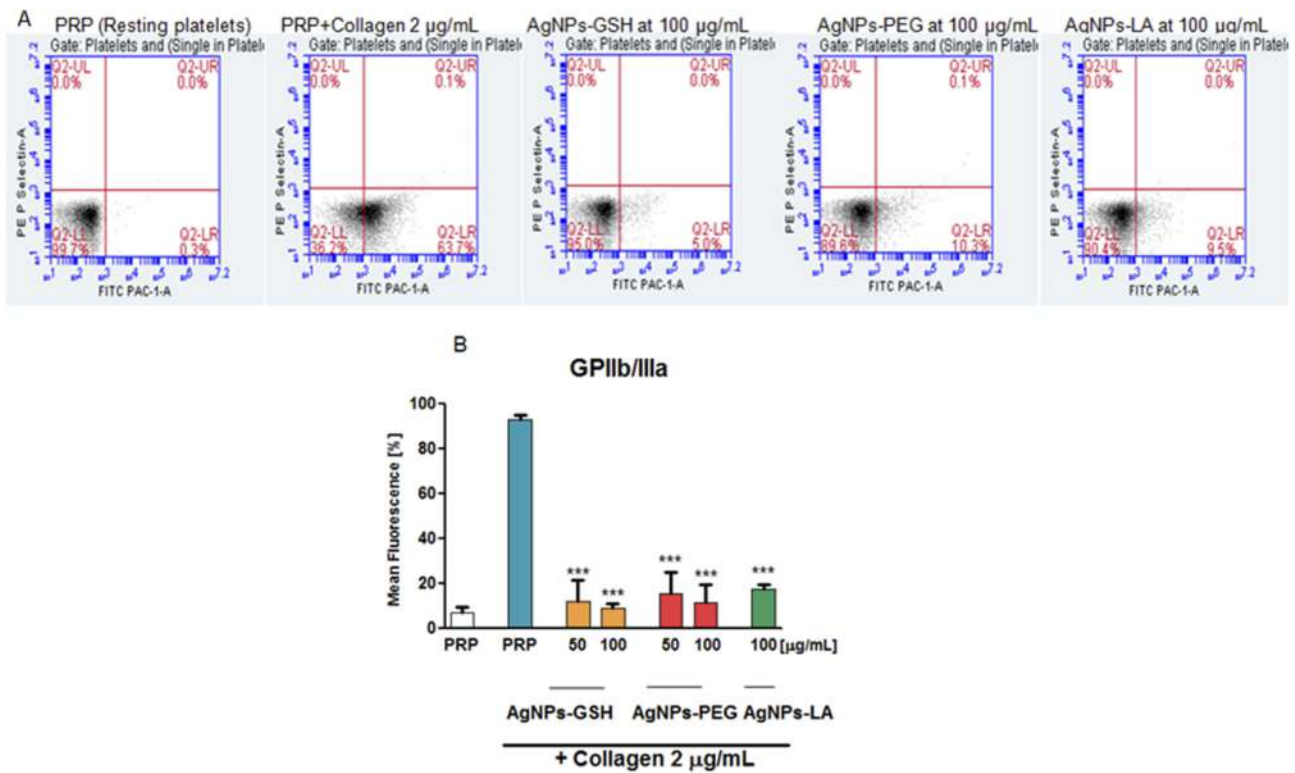 A
PRP (Resting platelets)
PRP+Collagen 2 µg/mL
AgNPs-GSH at 100 µg/mL
AgNPs-PEG at 100 µg/mL
AgNPs-LA at 100 µg/mL
Gate: Platelets and (Single in Platel
Gate: Platelets and (Single in Platel
Gate: Platelets and (Single in Platel
Gate: Platelets and (Single in Platel
Gate: Platelets and (Single in Platel
Q2-UL Q2-UR
0.0% 0.0%
Q2-LL Q2-LR
99.7% 0.3%
PE P Selectin-A
FITC PAC-1-A
Q2-UL Q2-UR
0.0% 0.1%
Q2-LL Q2-LR
36.2% 63.7%
PE P Selectin-A
FITC PAC-1-A
Q2-UL Q2-UR
0.0% 0.0%
Q2-LL Q2-LR
95.0% 5.0%
PE P Selectin-A
FITC PAC-1-A
Q2-UL Q2-UR
0.0% 0.1%
Q2-LL Q2-LR
89.6% 10.3%
PE P Selectin-A
FITC PAC-1-A
Q2-UL Q2-UR
0.0% 0.0%
Q2-LL Q2-LR
90.4% 9.5%
PE P Selectin-A
FITC PAC-1-A
B
GPIIb/IIIa
Mean Fluorescence [%]
100
80
60
40
20
0
*** *** *** *** ***
PRP PRP 50 100 50 100 100 [µg/mL]
AgNPs-GSH AgNPs-PEG AgNPs-LA
+ Collagen 2 µg/mL